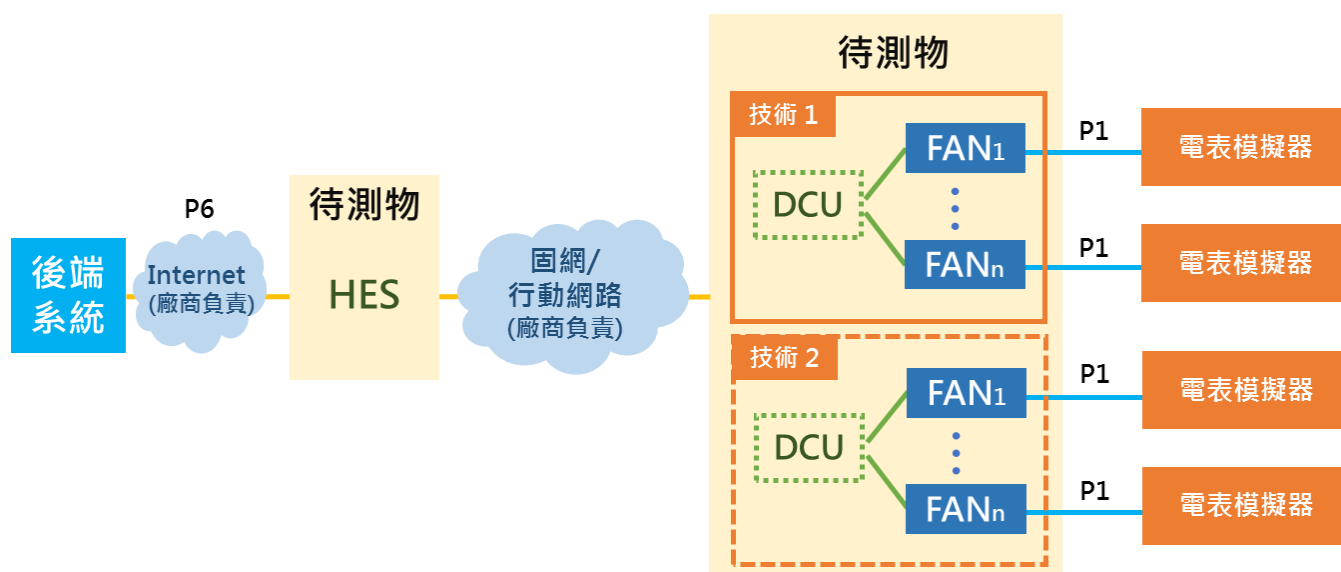 後端
系統
P6
Internet
(廠商負責)
待測物
HES
固網/
行動網路
(廠商負責)
待測物
技術 1
DCU
FAN1
FANn
P1
電表模擬器
P1
電表模擬器
技術 2
DCU
FAN1
FANn
P1
電表模擬器
P1
電表模擬器